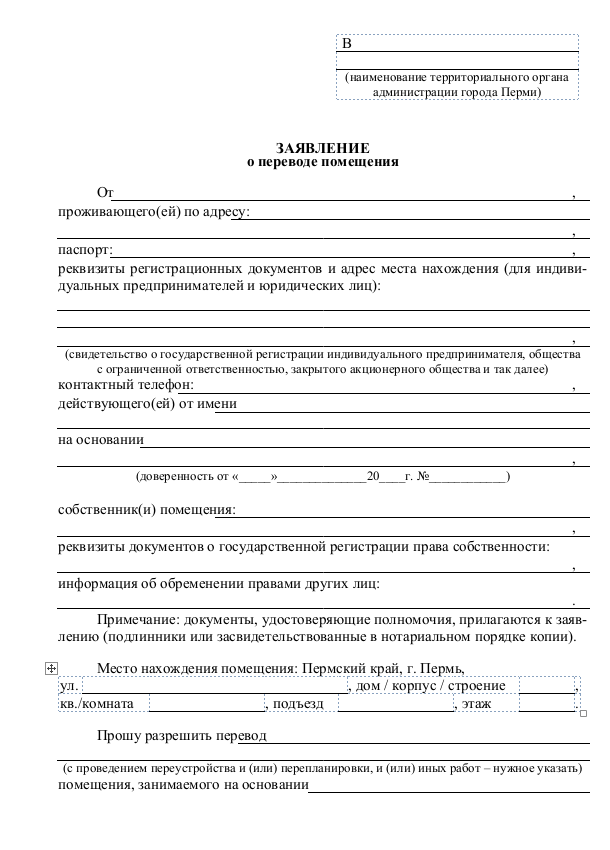 В
(наименование территориального органа
администрации города Перми)
ЗАЯВЛЕНИЕ
о переводе помещения
От ,
проживающего(ей) по адресу:
,
паспорт: ,
реквизиты регистрационных документов и адрес места нахождения (для индиви-
дуальных предпринимателей и юридических лиц):
,
(свидетельство о государственной регистрации индивидуального предпринимателя, общества
с ограниченной ответственностью, закрытого акционерного общества и так далее)
контактный телефон: ,
действующего(ей) от имени
на основании
,
(доверенность от «_____»______________20____г. №____________)
собственник(и) помещения:
,
реквизиты документов о государственной регистрации права собственности:
,
информация об обременении правами других лиц:
.
Примечание: документы, удостоверяющие полномочия, прилагаются к заяв-
лению (подлинники или засвидетельствованные в нотариальном порядке копии).
Место нахождения помещения: Пермский край, г. Пермь,
ул. , дом / корпус / строение ,
кв./комната , подъезд , этаж .
Прошу разрешить перевод
(с проведением переустройства и (или) перепланировки, и (или) иных работ – нужное указать)
помещения, занимаемого на основании